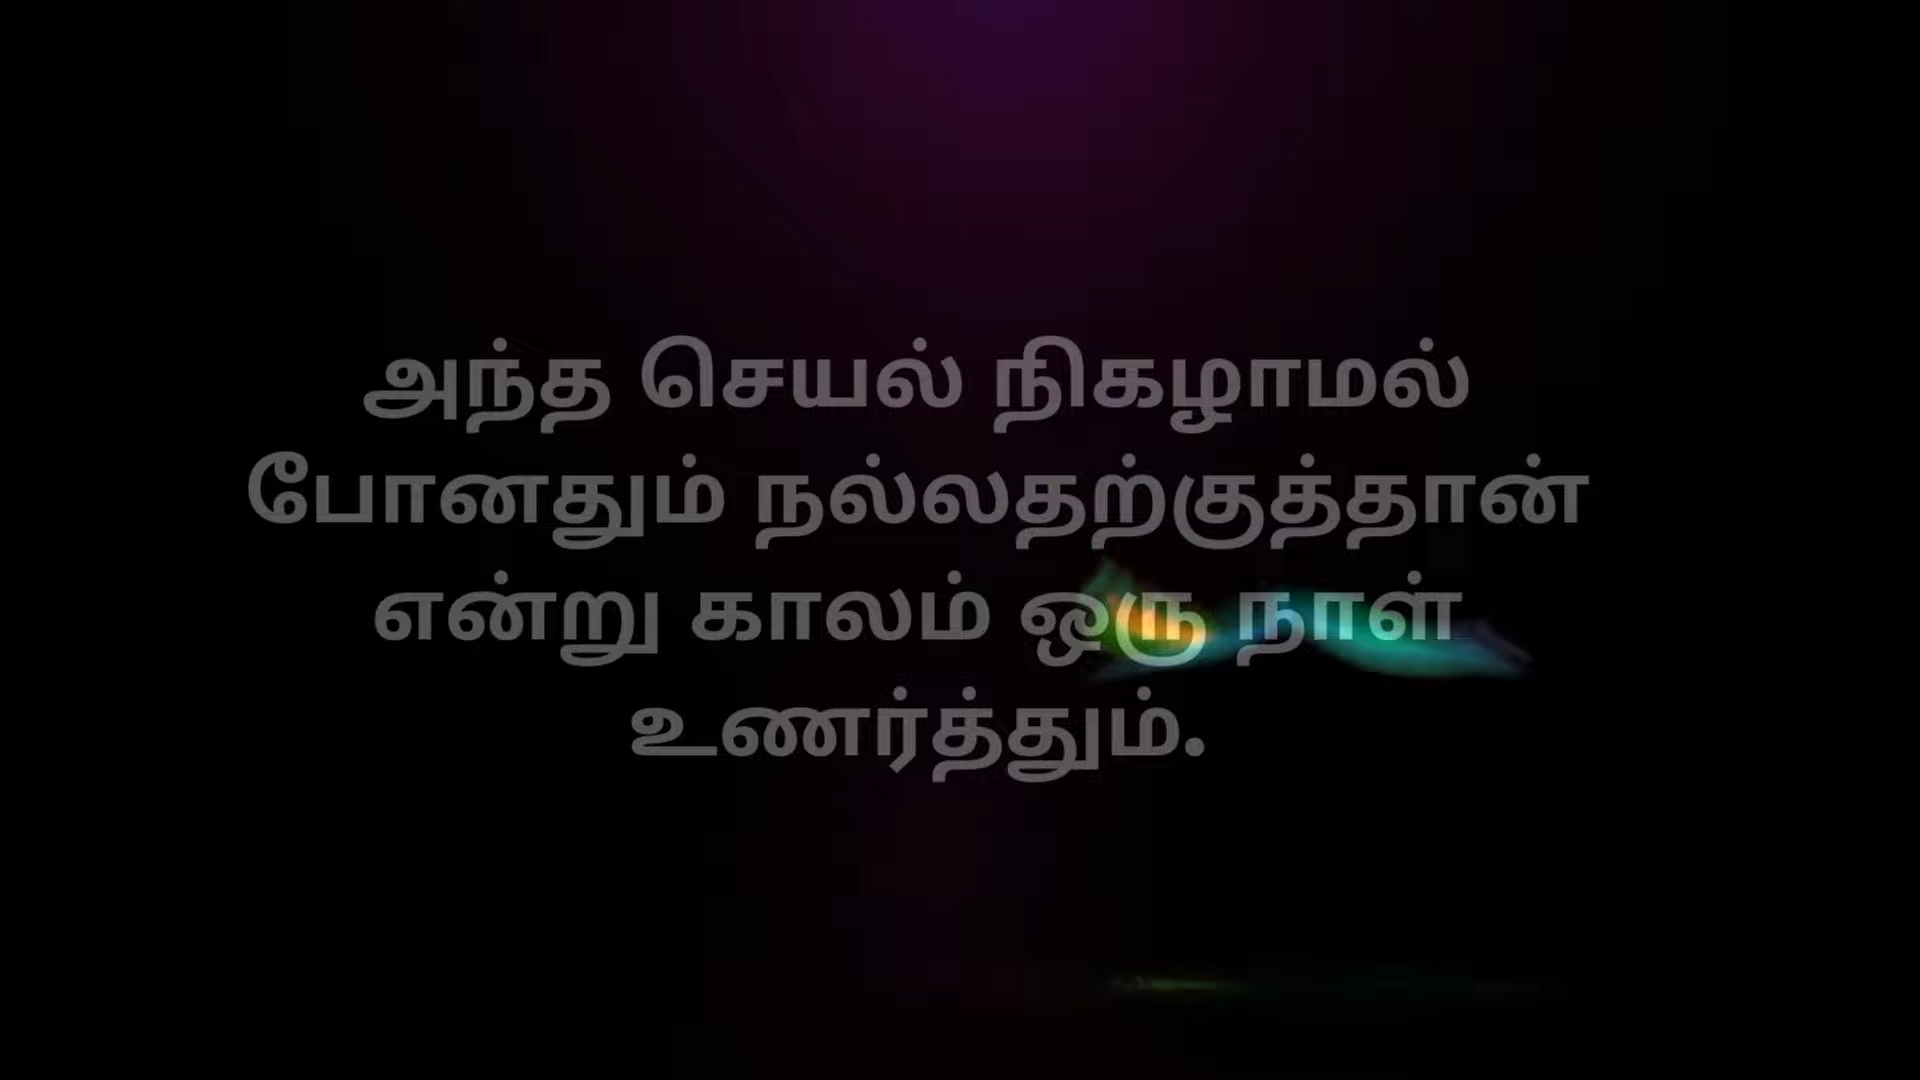 அந்த செயல் நிகழாமல்
போனதும் நல்லதற்குத்தான்
என்று காலம் ஒரு நாள்
உணர்த்தும்.